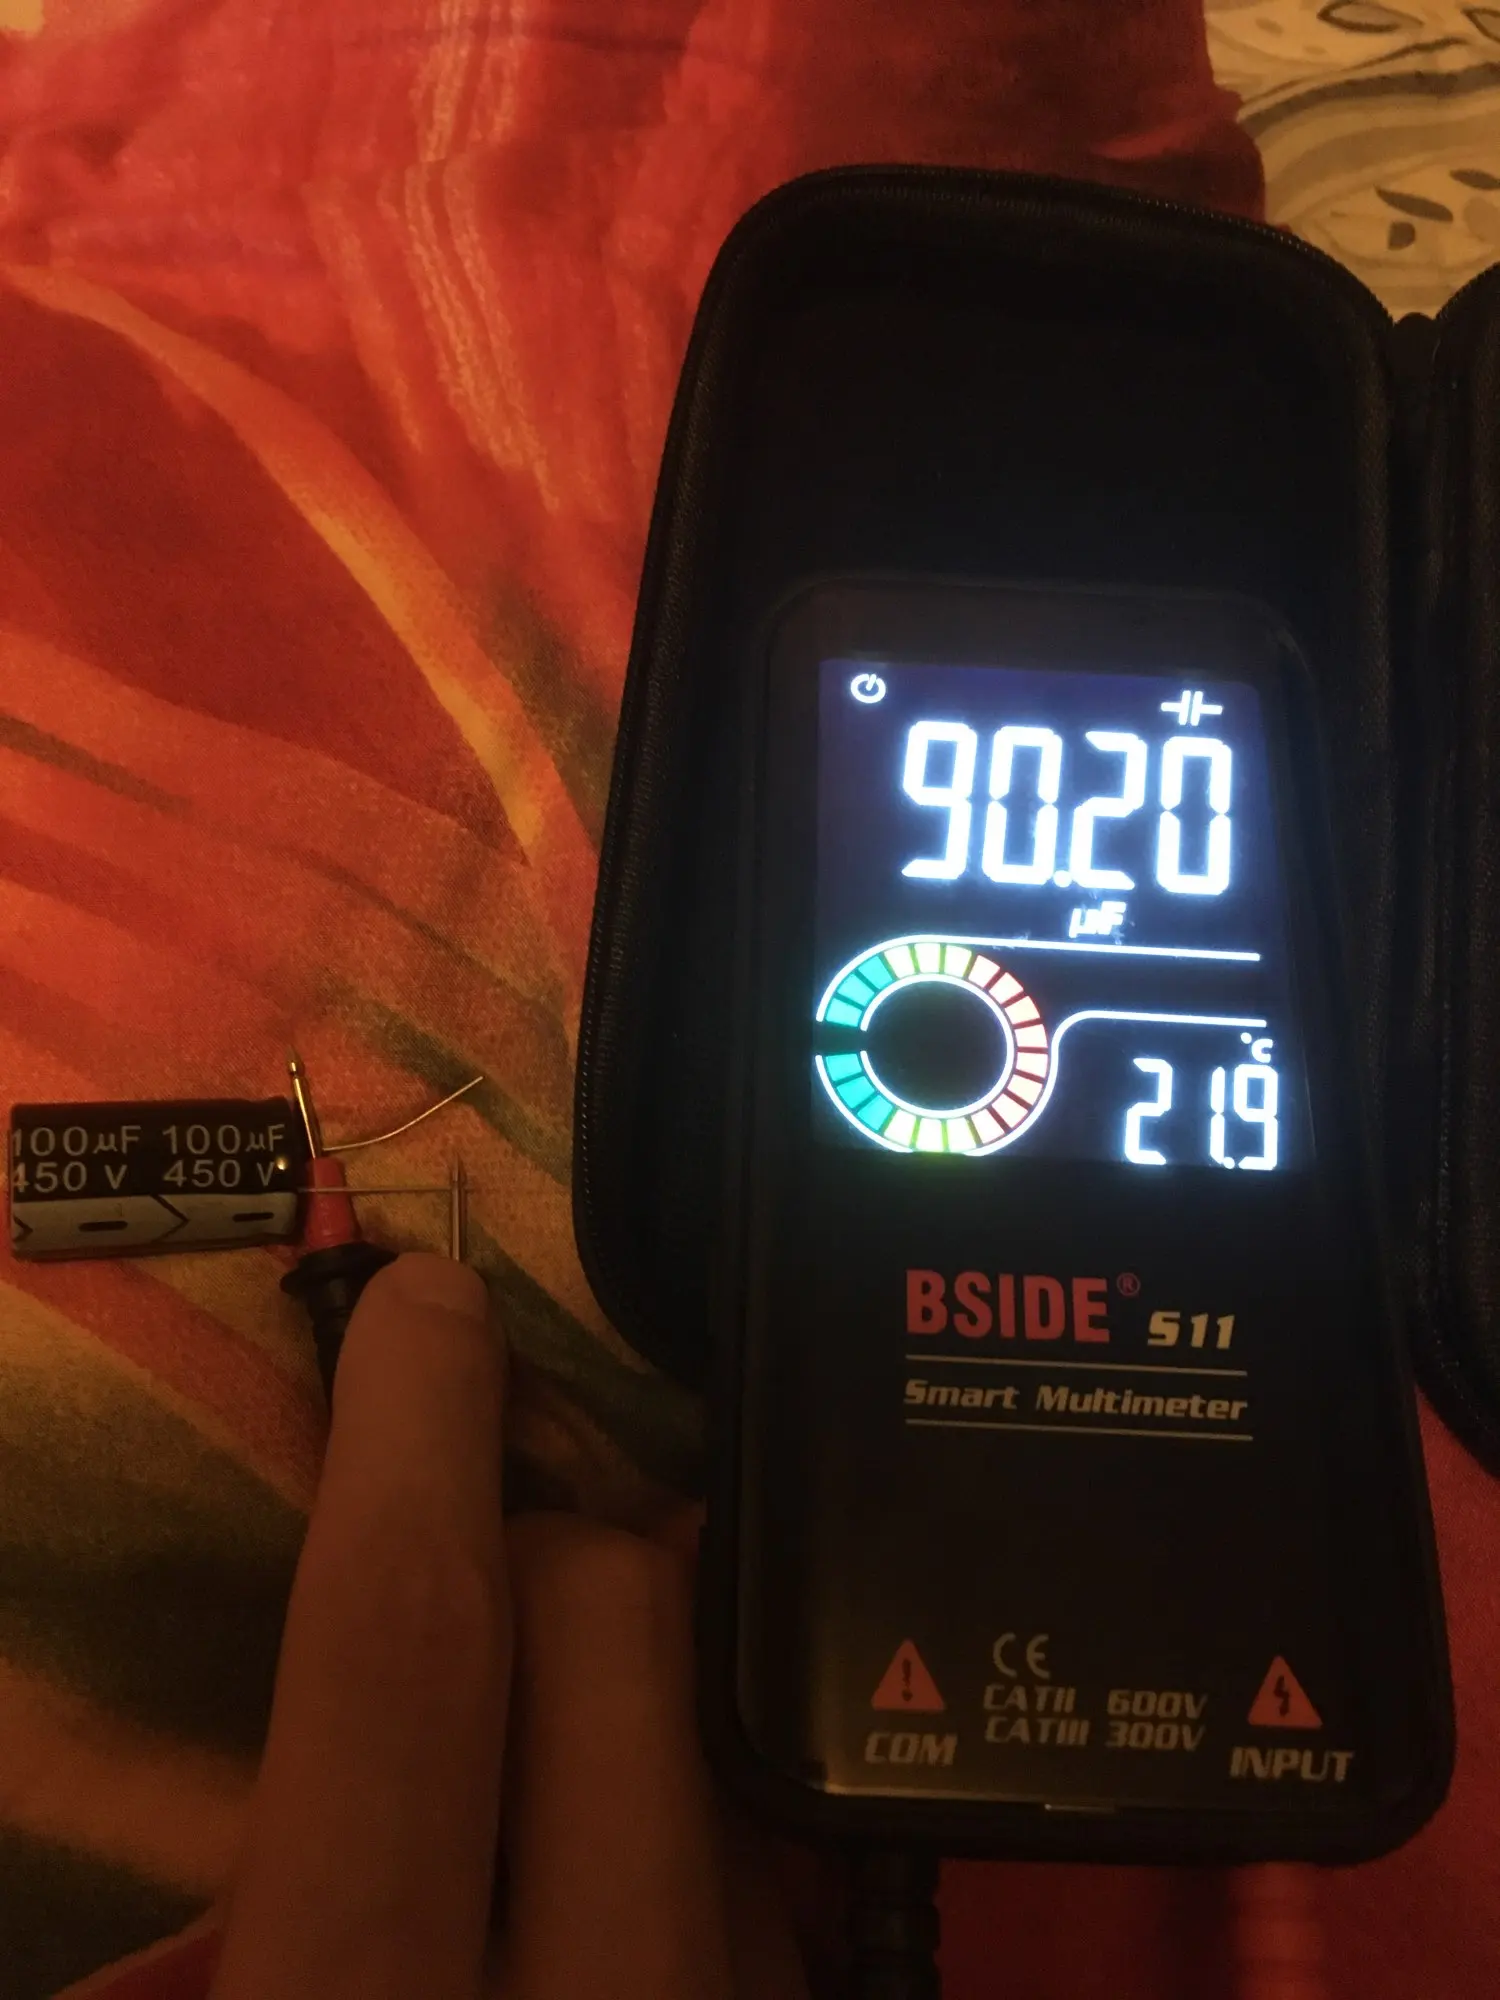 90.20
µF
°C
21.9
100µF 100µF
450 V 450 V
BSIDE® S11
Smart Multimeter
CE
CATII 600V
CATIII 300V
COM
INPUT